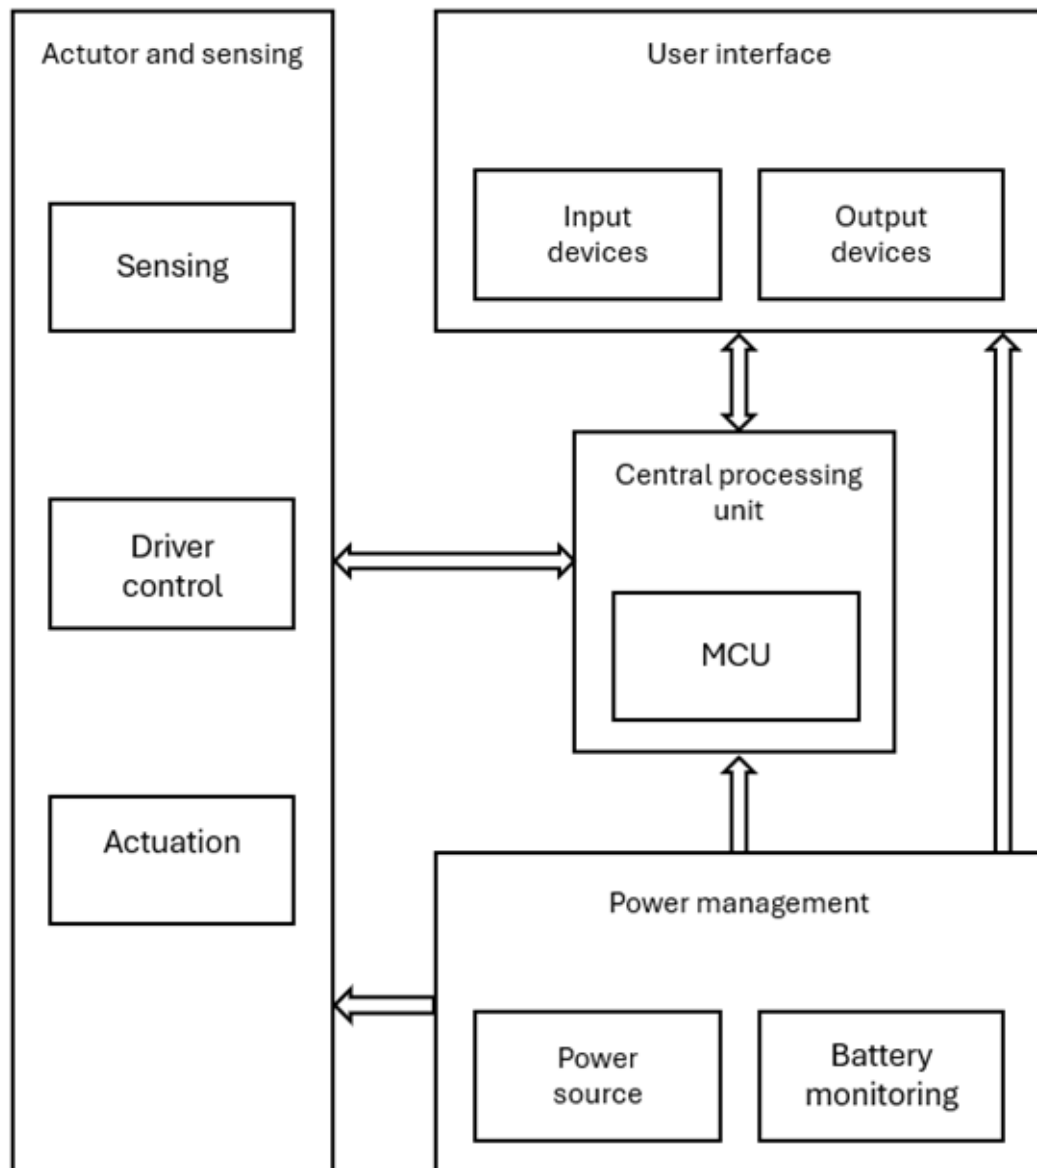 Actutor and sensing
Sensing
Driver
control
Actuation
User interface
Input
devices
Output
devices
Central processing
unit
MCU
Power management
Power
source
Battery
monitoring